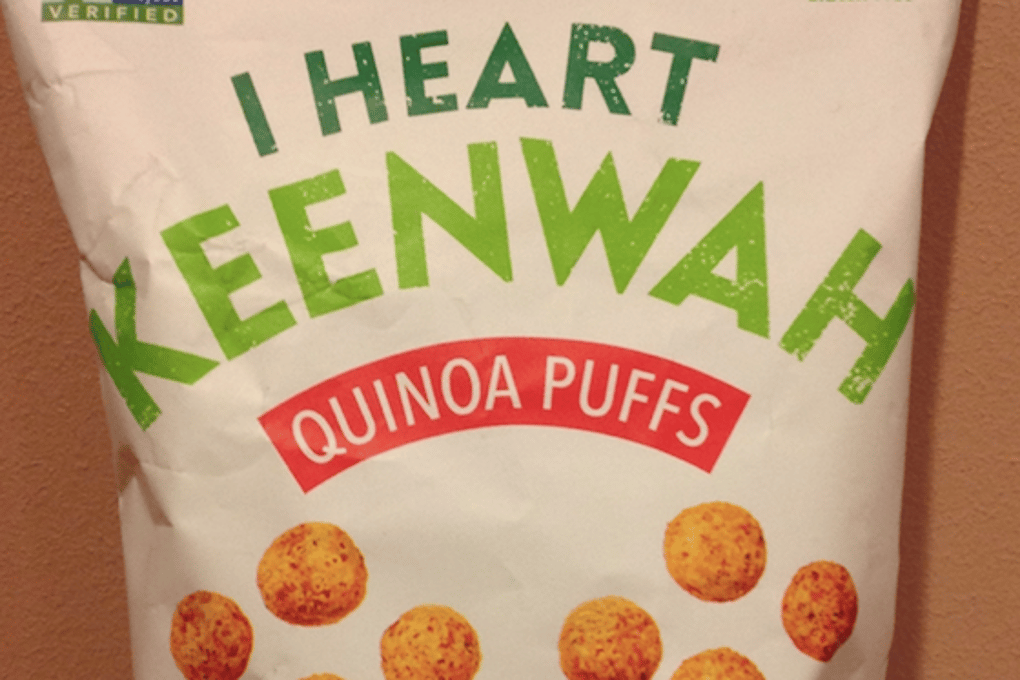 VERIFIED
I HEART
KEENWAH
QUINOA PUFFS